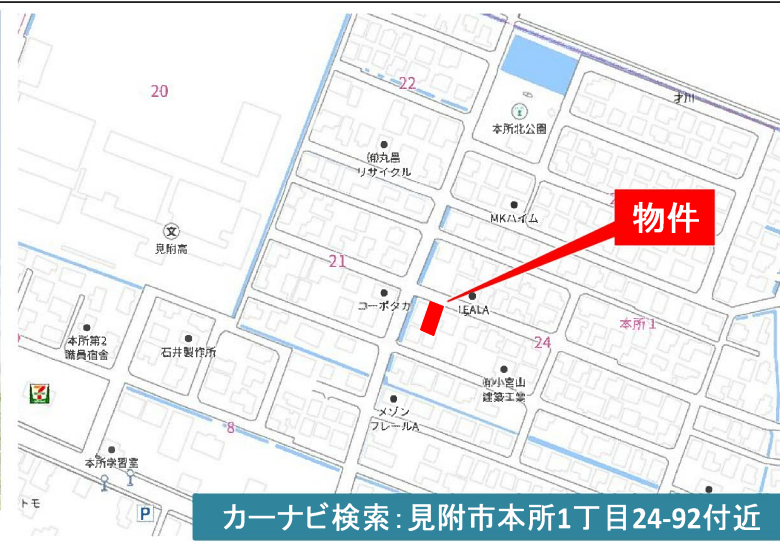 20
22
才川
本所北公園
㈲丸昌
リサイクル
MKハイム
物件
見附高
21
コーポタカ
LEALA
本所1
24
本所第2
職員宿舎
石井製作所
㈲小宮山
建築工業
メゾン
フレールA
8
本所学習室
トモ
P
カーナビ検索:見附市本所1丁目24-92付近